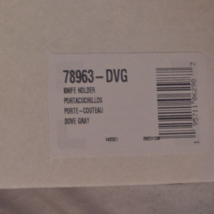 78963-DVG
KNIFE HOLDER
PORTACUCHILLOS
PORTE-COUTEAU
DOVE GRAY